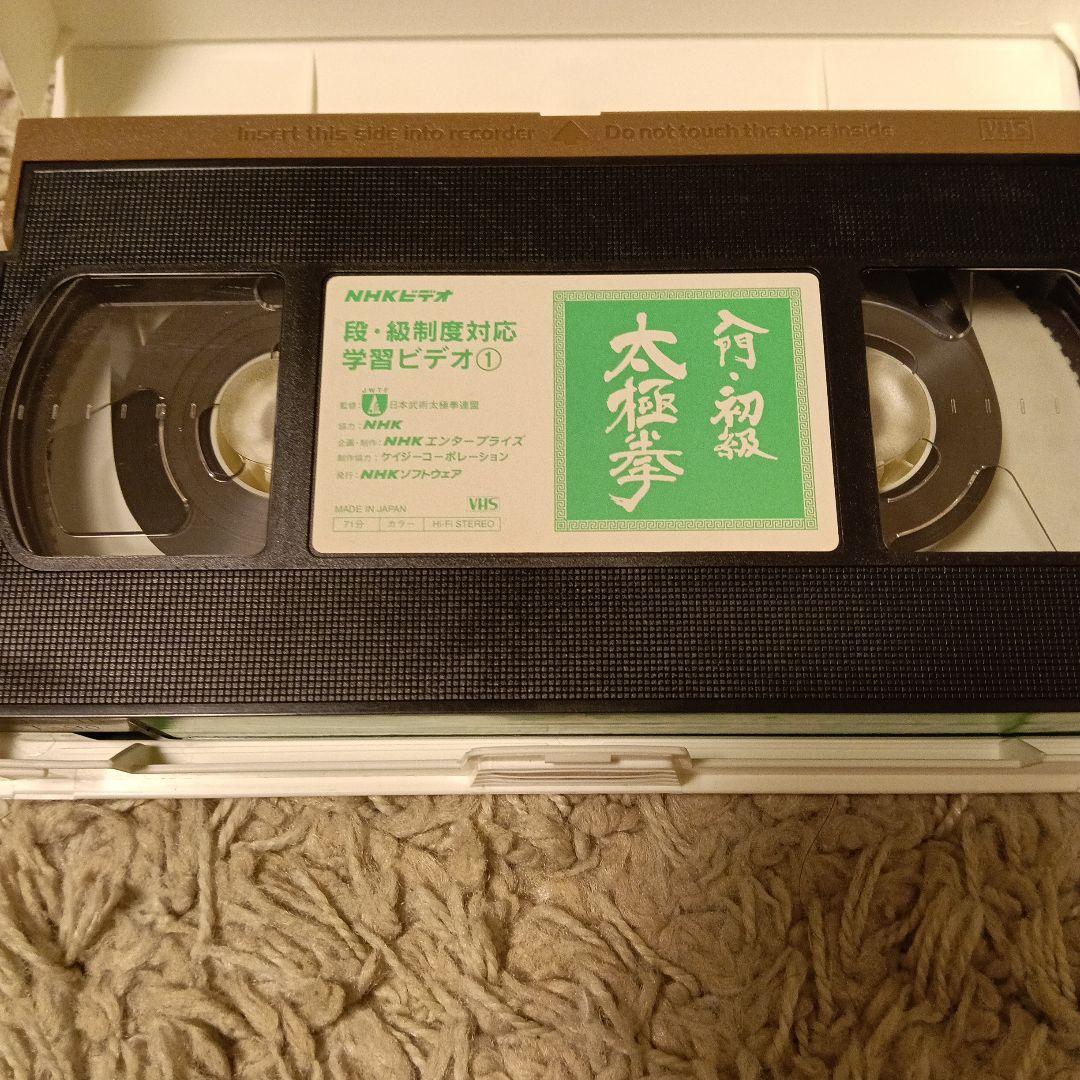 Insert this side into recorder Do not touch the tape inside VHS
NHKビデオ
段・級制度対応
学習ビデオ①
JWTF
監修: 日本武術太極拳連盟
協力: NHK
企画・制作: NHKエンタープライズ
制作協力: ケイジーコーポレーション
発行: NHKソフトウェア
MADE IN JAPAN VHS
71分 カラー Hi-Fi STEREO
入門・初級
太極拳